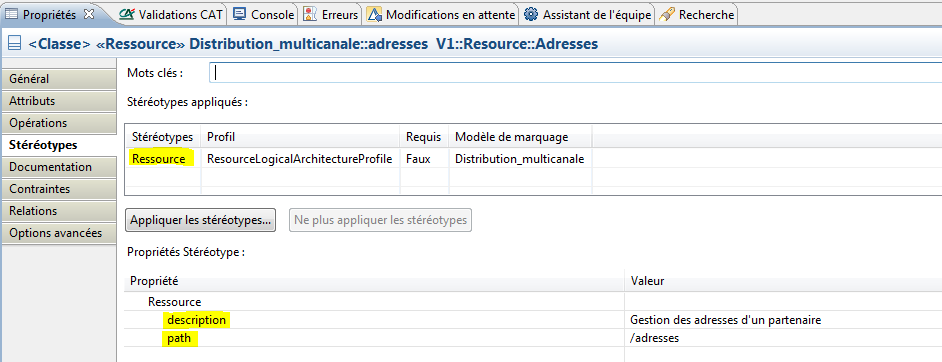 Propriétés Validations CAT Console Erreurs Modifications en attente Assistant de l'équipe Recherche
<Classe> «Ressource» Distribution_multicanale::adresses V1::Resource::Adresses
Mots clés :
Général
Attributs
Opérations
Stéréotypes
Documentation
Contraintes
Relations
Options avancées
Stéréotypes appliqués :
Stéréotypes Profil Requis Modèle de marquage
Ressource ResourceLogicalArchitectureProfile Faux Distribution_multicanale
Appliquer les stéréotypes... Ne plus appliquer les stéréotypes
Propriétés Stéréotype :
Propriété Valeur
Ressource
description Gestion des adresses d'un partenaire
path /adresses